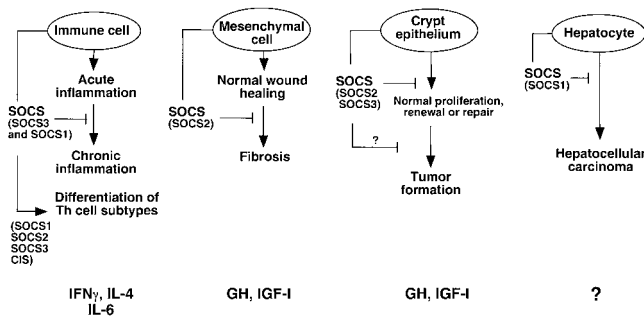 Immune cell
Acute
inflammation
SOCS
(SOCS3
and SOCS1)
Chronic
inflammation
Differentiation of
Th cell subtypes
(SOCS1
SOCS2
SOCS3
CIS)
IFNγ, IL-4
IL-6
Mesenchymal
cell
Normal wound
healing
SOCS
(SOCS2)
Fibrosis
GH, IGF-I
Crypt
epithelium
SOCS
(SOCS2
SOCS3)
Normal proliferation,
renewal or repair
?
Tumor
formation
GH, IGF-I
Hepatocyte
SOCS
(SOCS1)
Hepatocellular
carcinoma
?